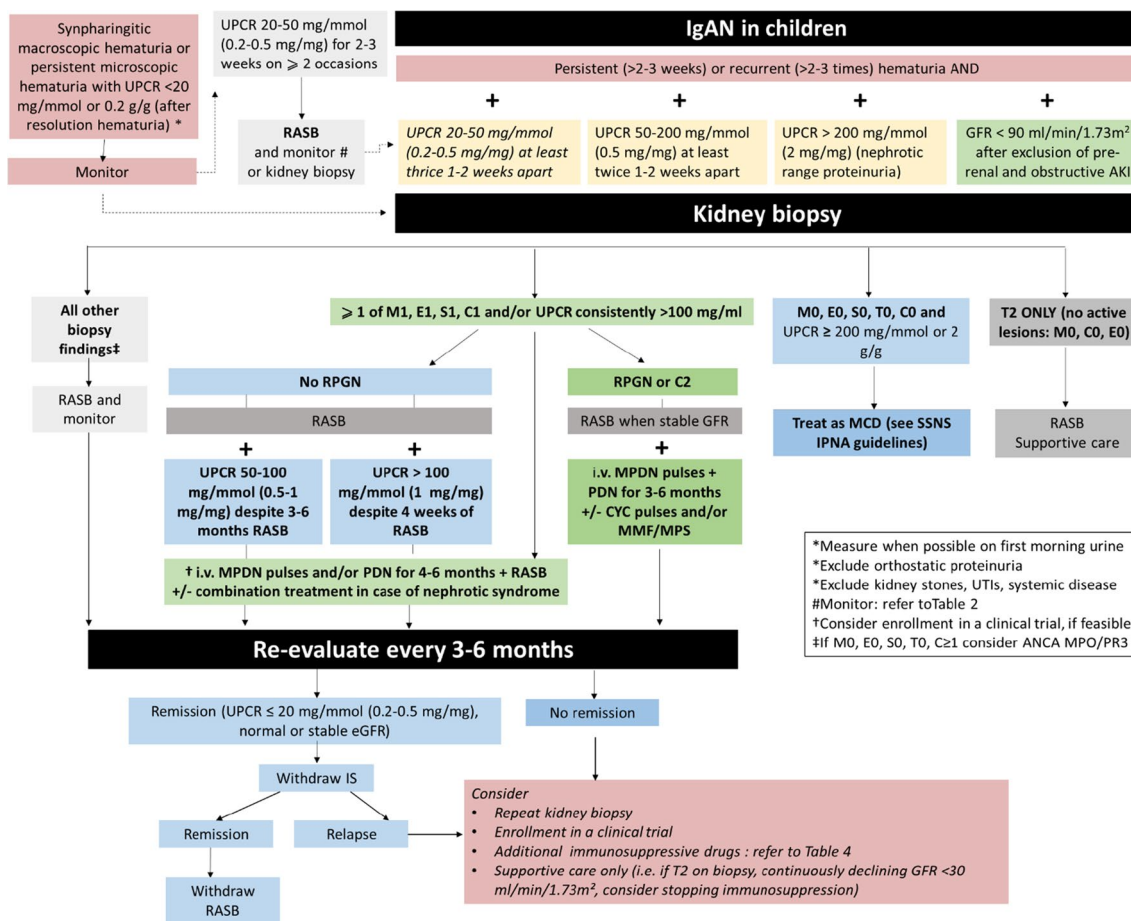 Synpharingitic
macroscopic hematuria or
persistent microscopic
hematuria with UPCR <20
mg/mmol or 0.2 g/g (after
resolution hematuria) *
Monitor
UPCR 20-50 mg/mmol
(0.2-0.5 mg/mg) for 2-3
weeks on ⩾ 2 occasions
RASB
and monitor #
or kidney biopsy
IgAN in children
Persistent (>2-3 weeks) or recurrent (>2-3 times) hematuria AND
+ + + +
UPCR 20-50 mg/mmol
(0.2-0.5 mg/mg) at least
thrice 1-2 weeks apart
UPCR 50-200 mg/mmol
(0.5 mg/mg) at least
twice 1-2 weeks apart
UPCR > 200 mg/mmol
(2 mg/mg) (nephrotic
range proteinuria)
GFR < 90 ml/min/1.73m²
after exclusion of pre-
renal and obstructive AKI
Kidney biopsy
All other
biopsy
findings‡
RASB and
monitor
⩾ 1 of M1, E1, S1, C1 and/or UPCR consistently >100 mg/ml
No RPGN
RASB
+ +
UPCR 50-100
mg/mmol (0.5-1
mg/mg) despite 3-6
months RASB
UPCR > 100
mg/mmol (1 mg/mg)
despite 4 weeks of
RASB
RPGN or C2
RASB when stable GFR
+
i.v. MPDN pulses +
PDN for 3-6 months
+/- CYC pulses and/or
MMF/MPS
† i.v. MPDN pulses and/or PDN for 4-6 months + RASB
+/- combination treatment in case of nephrotic syndrome
M0, E0, S0, T0, C0 and
UPCR ≥ 200 mg/mmol or 2
g/g
Treat as MCD (see SSNS
IPNA guidelines)
T2 ONLY (no active
lesions: M0, C0, E0)
RASB
Supportive care
*Measure when possible on first morning urine
*Exclude orthostatic proteinuria
*Exclude kidney stones, UTIs, systemic disease
#Monitor: refer toTable 2
†Consider enrollment in a clinical trial, if feasible
‡If M0, E0, S0, T0, C≥1 consider ANCA MPO/PR3
Re-evaluate every 3-6 months
Remission (UPCR ≤ 20 mg/mmol (0.2-0.5 mg/mg),
normal or stable eGFR)
No remission
Withdraw IS
Remission
Relapse
Withdraw
RASB
Consider
• Repeat kidney biopsy
• Enrollment in a clinical trial
• Additional immunosuppressive drugs : refer to Table 4
• Supportive care only (i.e. if T2 on biopsy, continuously declining GFR <30
ml/min/1.73m², consider stopping immunosuppression)